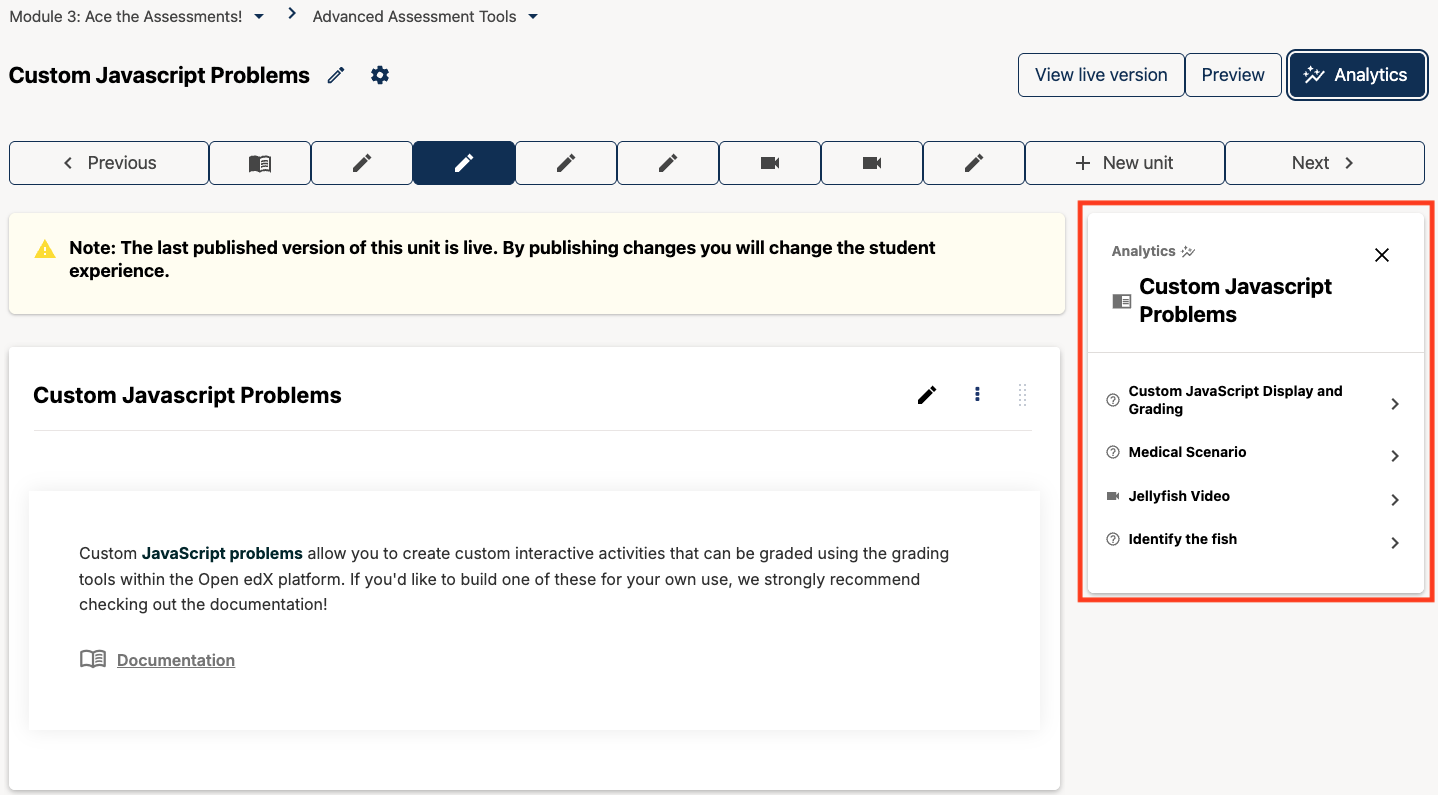 Module 3: Ace the Assessments!
Advanced Assessment Tools
Custom Javascript Problems
View live version
Preview
Analytics
Previous
New unit
Next
Note: The last published version of this unit is live. By publishing changes you will change the student
experience.
Custom Javascript Problems
Custom JavaScript problems allow you to create custom interactive activities that can be graded using the grading
tools within the Open edX platform. If you'd like to build one of these for your own use, we strongly recommend
checking out the documentation!
Documentation
Analytics
Custom Javascript
Problems
Custom JavaScript Display and
Grading
Medical Scenario
Jellyfish Video
Identify the fish